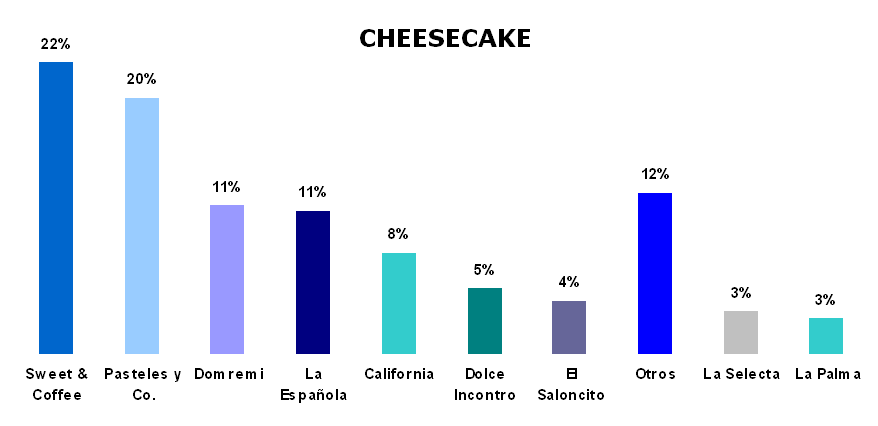 CHEESECAKE
22%
20%
11%
11%
8%
5%
4%
12%
3%
3%
Sweet &
Coffee
Pasteles y
Co.
Domremi
La
Española
California
Dolce
Incontro
El
Saloncito
Otros
La Selecta
La Palma